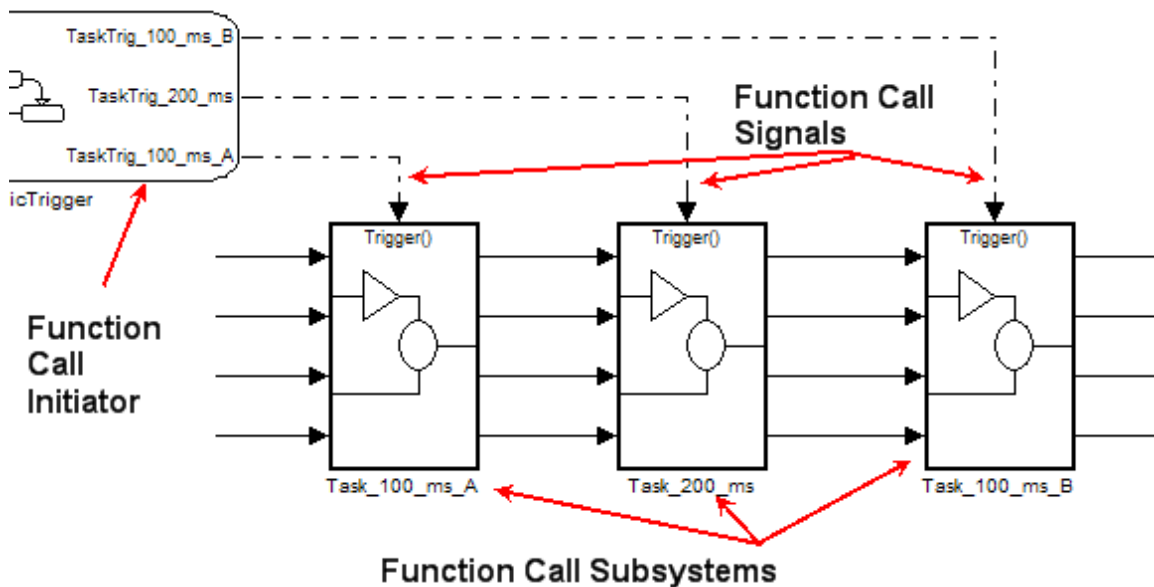 TaskTrig_100_ms_B
TaskTrig_200_ms
TaskTrig_100_ms_A
icTrigger
Function Call
Signals
Trigger()
Trigger()
Trigger()
Function
Call
Initiator
Task_100_ms_A
Task_200_ms
Task_100_ms_B
Function Call Subsystems